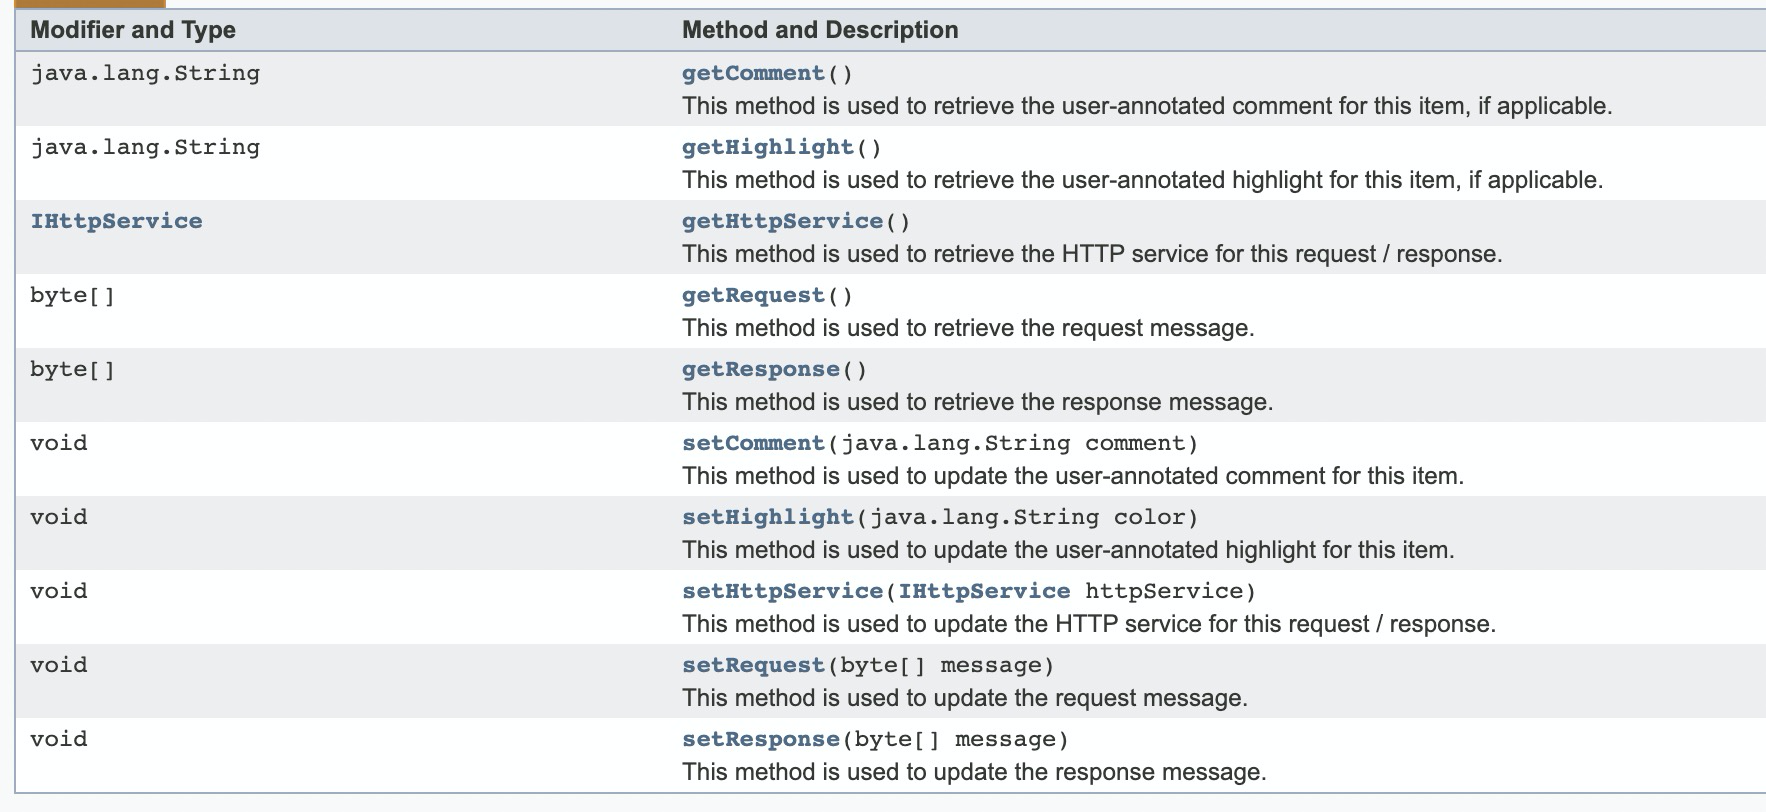 Modifier and Type Method and Description
java.lang.String getComment()
This method is used to retrieve the user-annotated comment for this item, if applicable.
java.lang.String getHighlight()
This method is used to retrieve the user-annotated highlight for this item, if applicable.
IHttpService getHttpService()
This method is used to retrieve the HTTP service for this request / response.
byte[] getRequest()
This method is used to retrieve the request message.
byte[] getResponse()
This method is used to retrieve the response message.
void setComment(java.lang.String comment)
This method is used to update the user-annotated comment for this item.
void setHighlight(java.lang.String color)
This method is used to update the user-annotated highlight for this item.
void setHttpService(IHttpService httpService)
This method is used to update the HTTP service for this request / response.
void setRequest(byte[] message)
This method is used to update the request message.
void setResponse(byte[] message)
This method is used to update the response message.